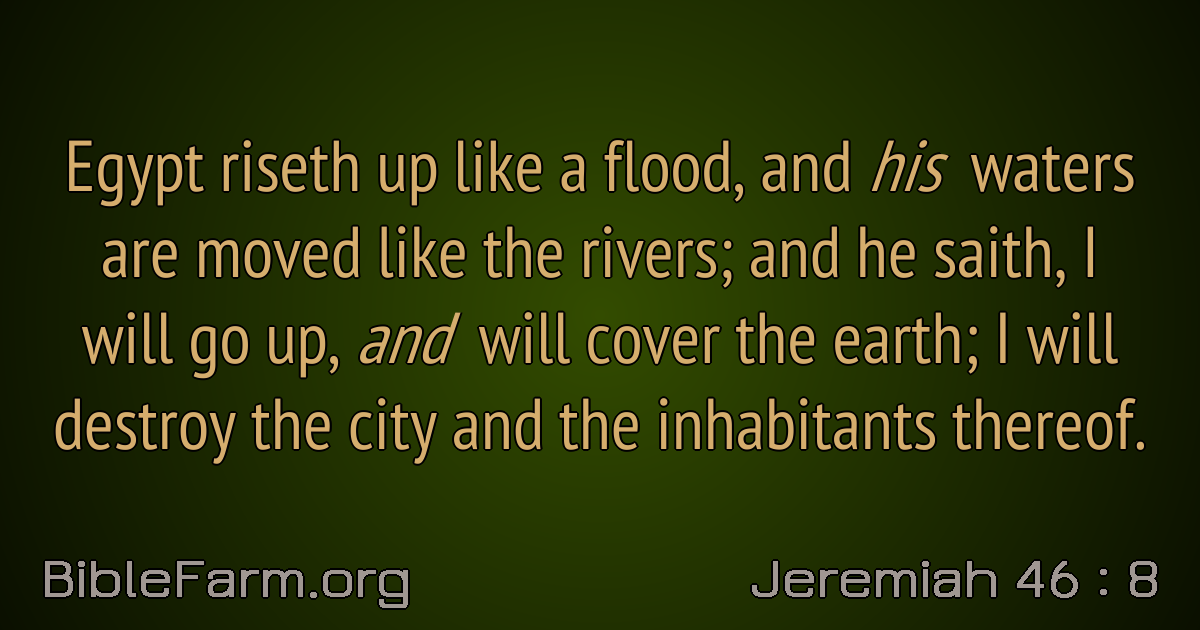 Egypt riseth up like a flood, and his waters
are moved like the rivers; and he saith, I
will go up, and will cover the earth; I will
destroy the city and the inhabitants thereof.
BibleFarm.org
Jeremiah 46 : 8